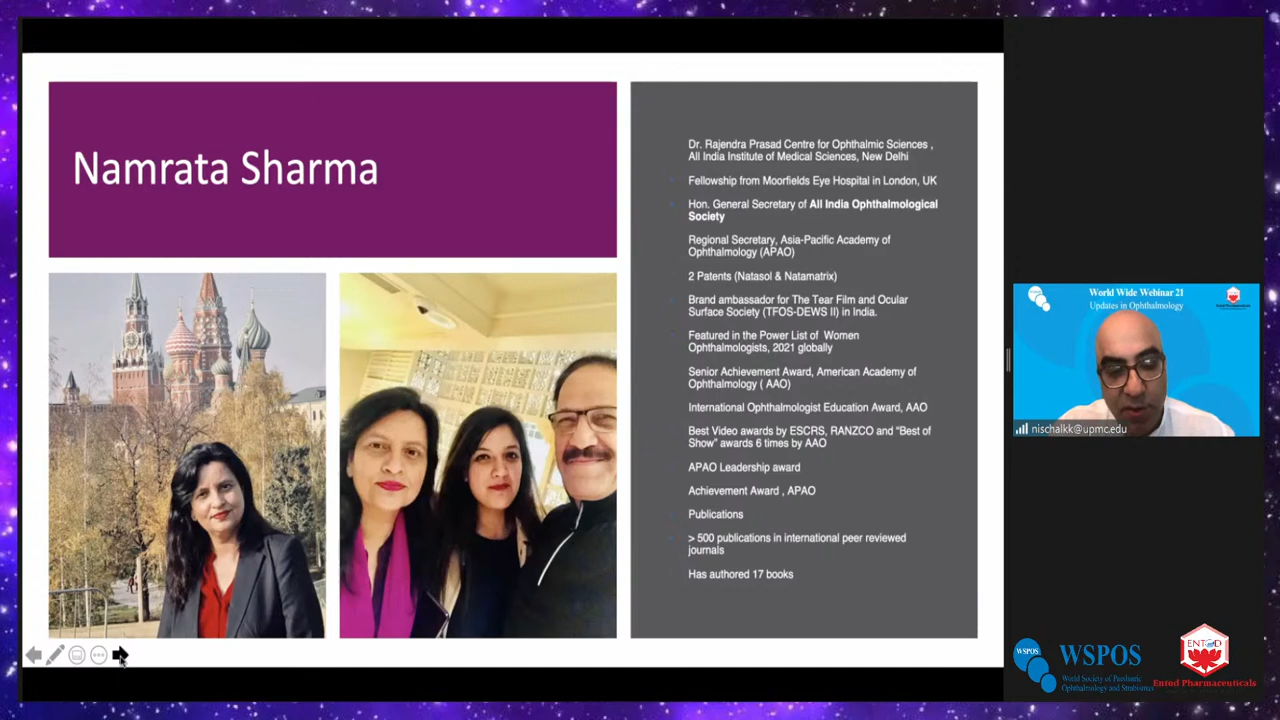 Namrata Sharma
Dr. Rajendra Prasad Centre for Ophthalmic Sciences ,
All India Institute of Medical Sciences, New Delhi
Fellowship from Moorfields Eye Hospital in London, UK
Hon. General Secretary of All India Ophthalmological
Society
Regional Secretary, Asia-Pacific Academy of
Ophthalmology (APAO)
2 Patents (Natasol & Natamatrix)
Brand ambassador for The Tear Film and Ocular
Surface Society (TFOS-DEWS II) in India.
Featured in the Power List of Women
Ophthalmologists, 2021 globally
Senior Achievement Award, American Academy of
Ophthalmology ( AAO)
International Ophthalmologist Education Award, AAO
Best Video awards by ESCRS, RANZCO and “Best of
Show” awards 6 times by AAO
APAO Leadership award
Achievement Award , APAO
Publications
> 500 publications in international peer reviewed
journals
Has authored 17 books
World Wide Webinar 21
Updates in Ophthalmology
nischalkk@upmc.edu
WSPOS
WSPOS
World Society of Paediatric
Ophthalmology and Strabismus
ENTOD
Entod Pharmaceuticals